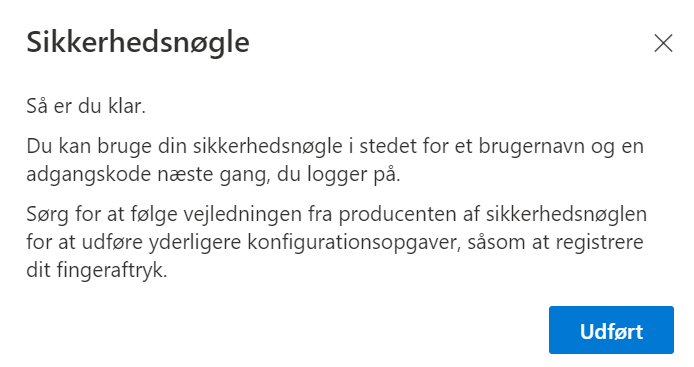 Sikkerhedsnøgle
Så er du klar.
Du kan bruge din sikkerhedsnøgle i stedet for et brugernavn og en
adgangskode næste gang, du logger på.
Sørg for at følge vejledningen fra producenten af sikkerhedsnøglen
for at udføre yderligere konfigurationsopgaver, såsom at registrere
dit fingeraftryk.
Udført